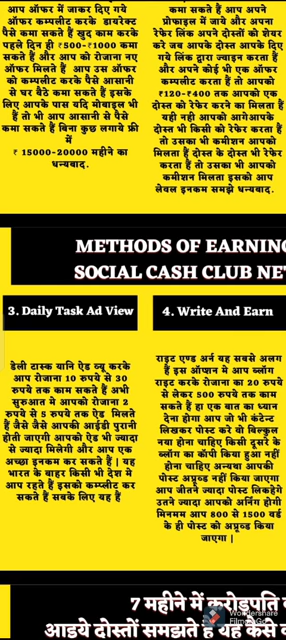 आप ऑफर में जाकर दिए गये
ऑफर कम्पलीट करके डायरेक्ट
पैसे कमा सकते हैं खुद काम करके
पहले दिन ही ₹500-₹1000 कमा
सकते हैं और आपको रोजाना नए
ऑफर मिलते हैं आप उस ऑफर
को कम्पलीट करके पैसे आसानी
से घर बैठे कमा सकते हैं इसके
लिए आपके पास यदि मोबाइल भी
हैं तो भी आप आसानी से पैसे
कमा सकते हैं बिना कुछ लगाये फ्री
में
₹ 15000-20000 महीने का
धन्यवाद.
कमा सकते हैं आप अपने
प्रोफाइल में जाये और अपना
रेफेर लिंक अपने दोस्तों को शेयर
करे जब आपके दोस्त आपके दिए
गये लिंक द्वारा ज्वाइन करता हैं
और अपने कोई भी एक ऑफर
कम्पलीट करता हैं तो आपको
₹120-₹400 तक आपको एक
दोस्त को रेफेर करने का मिलता हैं
यही नही आपको आगेआपके
दोस्त भी किसी को रेफेर करता हैं
तो उसका भी कमीशन आपको
मिलता हैं दोस्त के दोस्त भी रेफेर
करता हैं तो उसका भी आपको
कमीशन मिलता इसको आप
लेवल इनकम समझे धन्यवाद.
METHODS OF EARNING
SOCIAL CASH CLUB NE
3. Daily Task Ad View
4. Write And Earn
डेली टास्क यानि ऐड व्यू करके
आप रोजाना 10 रुपये से 30
रुपये तक काम सकते हैं अभी
सुरुआत मे आपको रोजाना 2
रुपये से 5 रुपये तक ऐड मिलते
हैं जैसे जैसे आपकी आईडी पुरानी
होती जाएगी आपको ऐड भी ज्यादा
से ज्यादा मिलेगी और आप एक
अच्छा इनकम कर सकते हैं | यह
भारत के बाहर किसी भी देश मे
आप रहते हैं इसको कम्प्लीट कर
सकते हैं सबके लिए यह हैं
राइट एण्ड अर्न यह सबसे अलग
हैं इस ऑप्शन मे आप ब्लॉग
राइट करके रोजाना का 20 रुपये
से लेकर 500 रुपये तक काम
सकते हैं हा एक बात का ध्यान
देना होगा आप जो भी कंटेन्ट
लिखकर पोस्ट करे वो बिल्कुल
नया होना चाहिए किसी दूसरे के
ब्लॉग का कॉपी किया हुआ नहीं
होना चाहिए अन्यथा आपकी
पोस्ट अप्रूव्ड नहीं किया जाएगा
आप जीतने ज्यादा पोस्ट लिकहेगे
उतने ज्यादा आपको अर्निंग होगी
मिनमम आप 800 से 1500 वर्ड
के ही पोस्ट को अप्रूव्ड किया
जाएगा |
7 महीने में करोड़पति
आइये दोस्तों समझते हैं यह कैसे
Wondershare